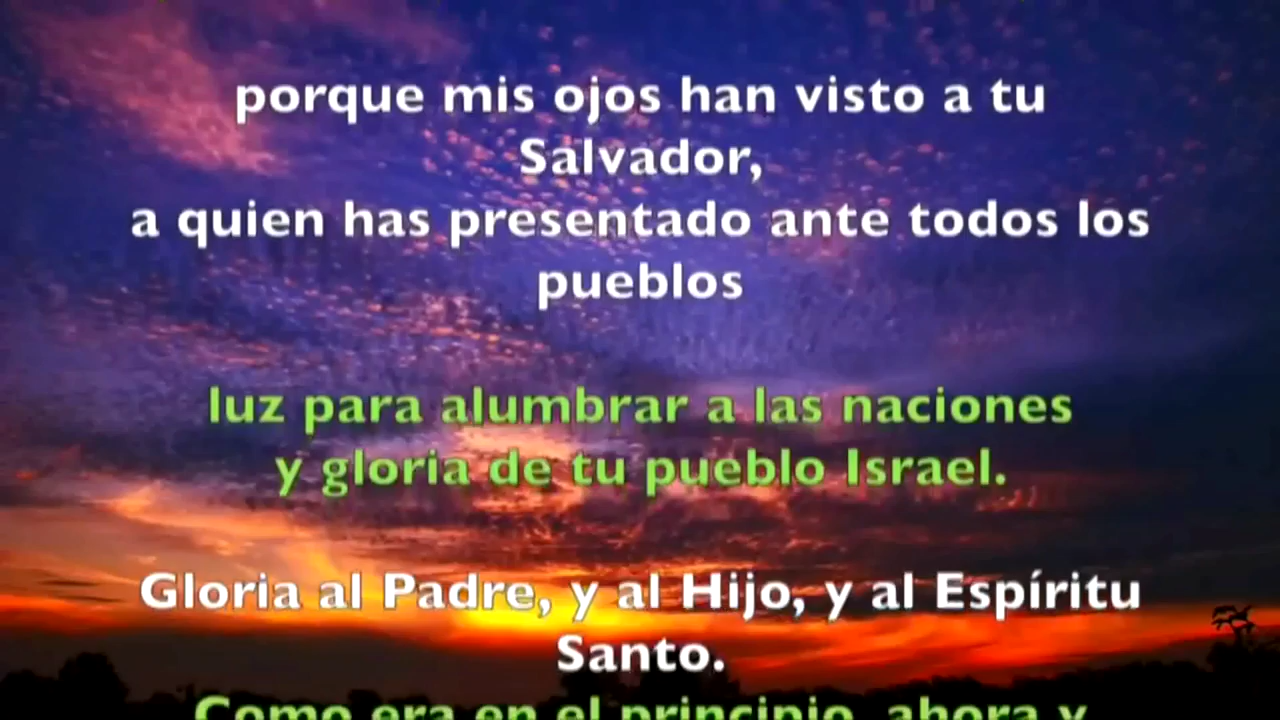 porque mis ojos han visto a tu
Salvador,
a quien has presentado ante todos los
pueblos
luz para alumbrar a las naciones
y gloria de tu pueblo Israel.
Gloria al Padre, y al Hijo, y al Espíritu
Santo.
Como era en el principio, ahora y